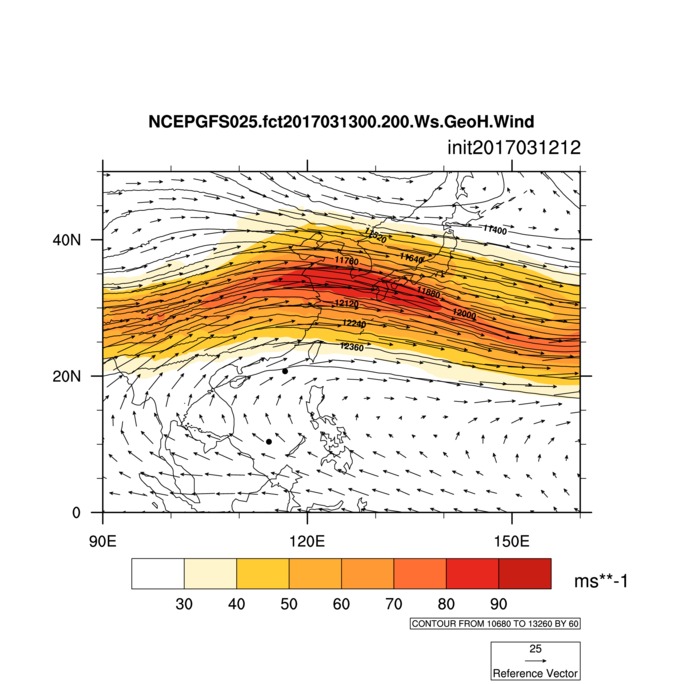 NCEPGFS025.fct2017031300.200.Ws.GeoH.Wind
init2017031212
11400
11520
11640
40N
11760
11880
12120
12000
12240
12360
20N
0
90E 120E 150E
ms**-1
30 40 50 60 70 80 90
CONTOUR FROM 10680 TO 13260 BY 60
25
Reference Vector